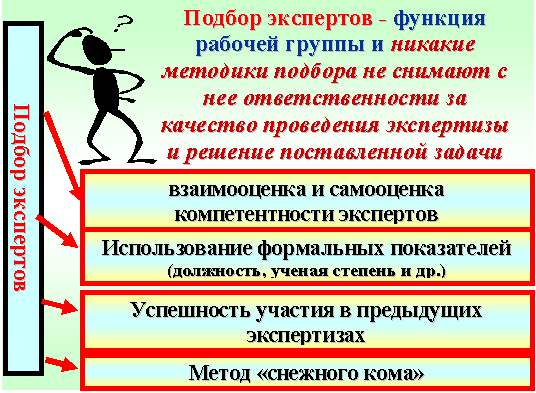 Подбор экспертов - функция
рабочей группы и никакие
методики подбора не снимают с
нее ответственности за
качество проведения экспертизы
и решение поставленной задачи
?
Подбор экспертов
взаимооценка и самооценка
компетентности экспертов
Использование формальных показателей
(должность, ученая степень и др.)
Успешность участия в предыдущих
экспертизах
Метод «снежного кома»